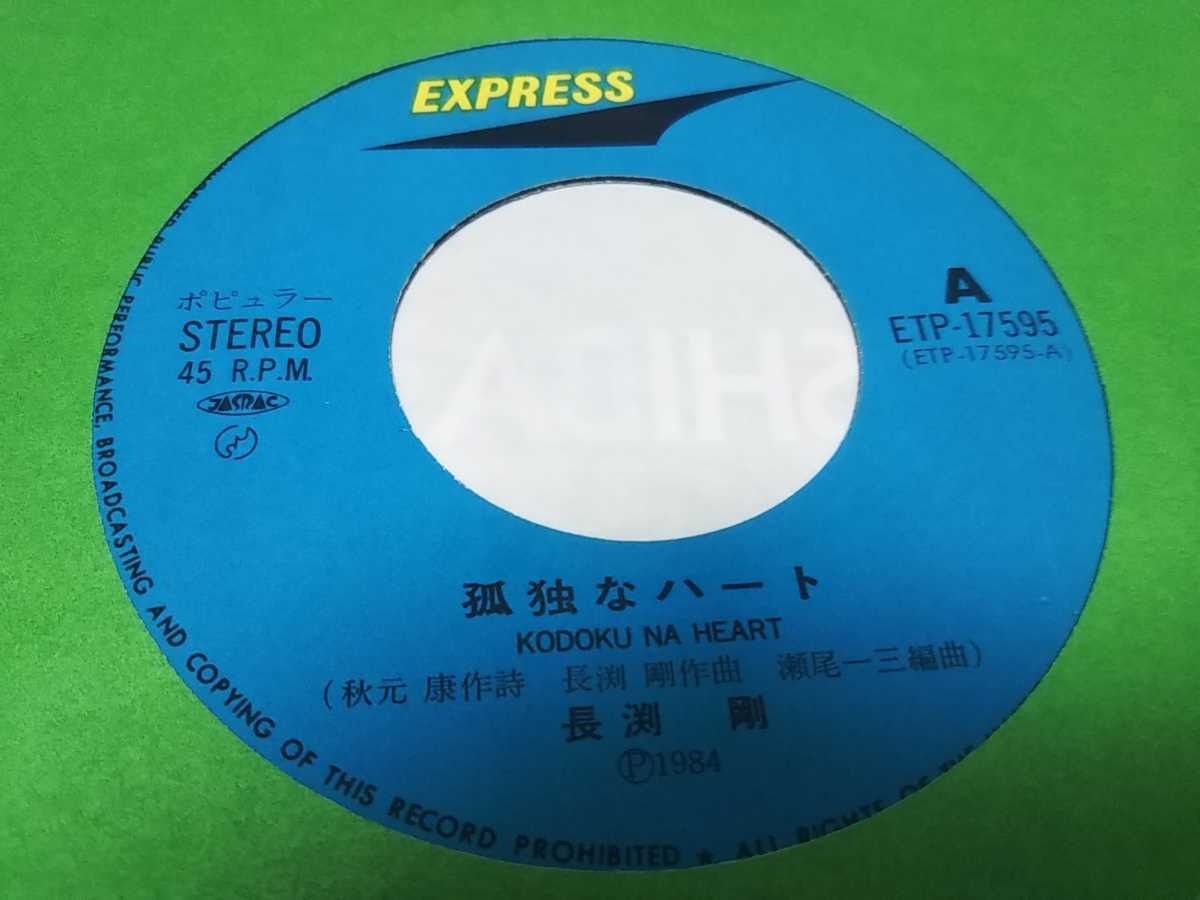 EXPRESS
ポピュラー
STEREO
45 R.P.M.
JASRAC
A
ETP-17595
(ETP-17595-A)
孤独なハート
KODOKU NA HEART
(秋元 康作詩 長渕 剛作曲 瀬尾一三編曲)
長渕 剛
Ⓟ1984
PUBLIC PERFORMANCE, BROADCASTING AND COPYING OF THIS RECORD PROHIBITED ★ ALL RIGHTS OF THE
SHIDA